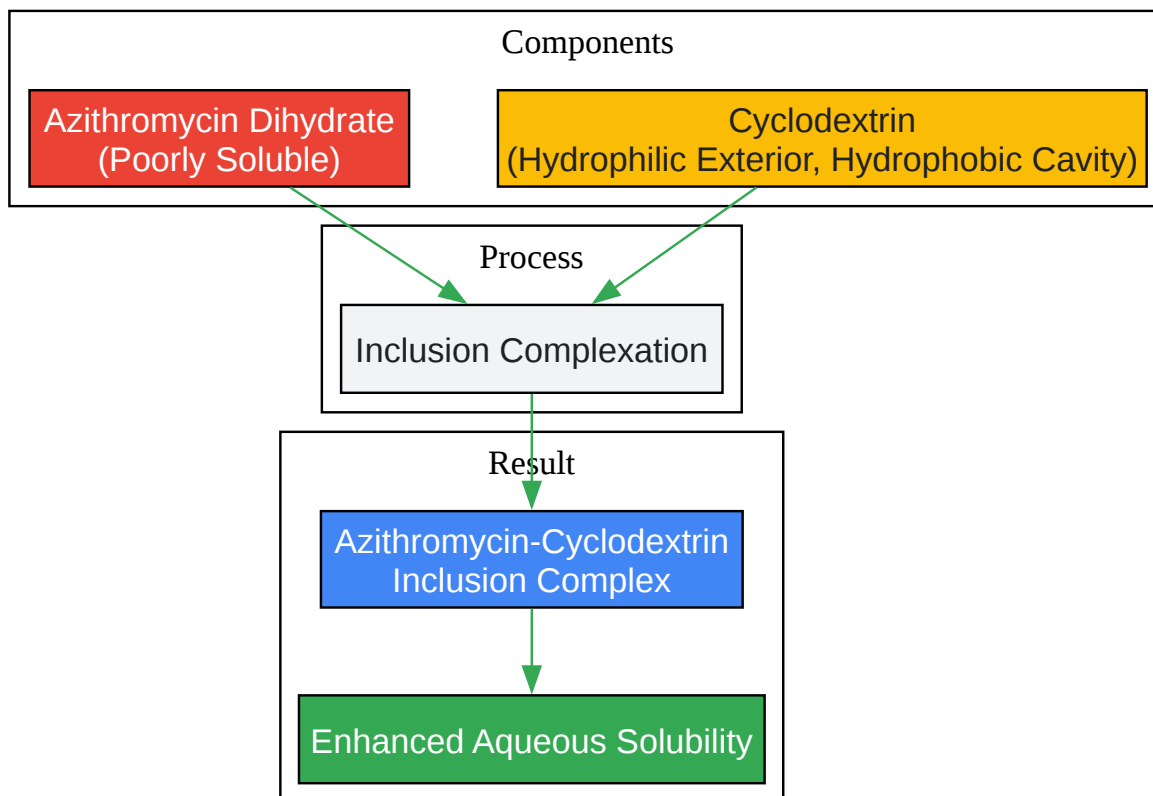 Components
Azithromycin Dihydrate
(Poorly Soluble)
Cyclodextrin
(Hydrophilic Exterior, Hydrophobic Cavity)
Process
Inclusion Complexation
Result
Azithromycin-Cyclodextrin
Inclusion Complex
Enhanced Aqueous Solubility